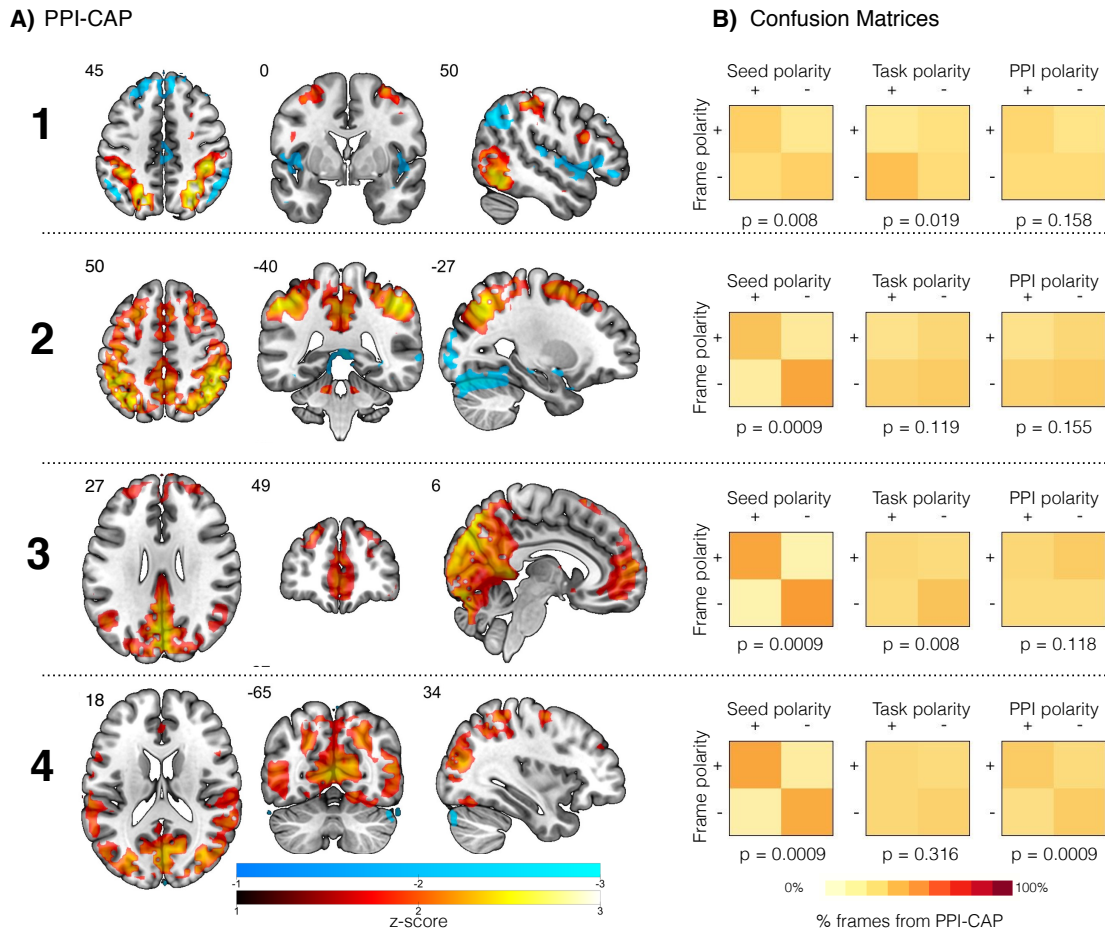 A) PPI-CAP
B) Confusion Matrices
1
45 0 50
Seed polarity Task polarity PPI polarity
+ - + - + -
Frame polarity
+ + +
- - -
p = 0.008 p = 0.019 p = 0.158
2
50 -40 -27
Seed polarity Task polarity PPI polarity
+ - + - + -
Frame polarity
+ + +
- - -
p = 0.0009 p = 0.119 p = 0.155
3
27 49 6
Seed polarity Task polarity PPI polarity
+ - + - + -
Frame polarity
+ + +
- - -
p = 0.0009 p = 0.008 p = 0.118
4
18 -65 34
Seed polarity Task polarity PPI polarity
+ - + - + -
Frame polarity
+ + +
- - -
p = 0.0009 p = 0.316 p = 0.0009
-1 -2 -3
1 2 3
z-score
0% 100%
% frames from PPI-CAP